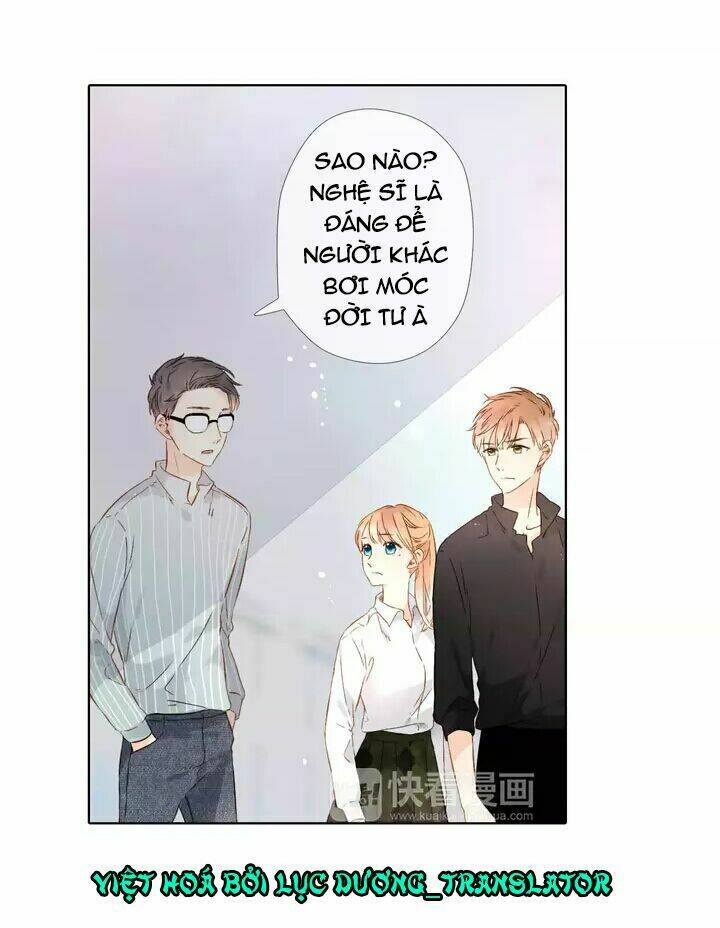 SAO NÀO?
NGHỆ SĨ LÀ
ĐÁNG ĐỂ
NGƯỜI KHÁC
BƠI MÓC
ĐỜI TƯ À
快看漫画
VIỆT HOÁ BỞI LỤC DƯƠNG_TRANSLATOR